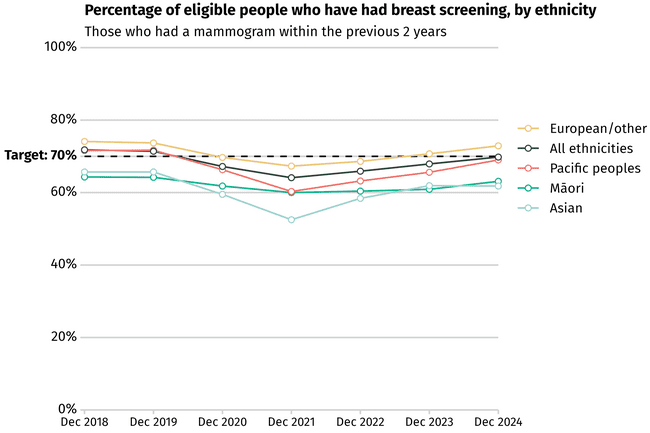 Percentage of eligible people who have had breast screening, by ethnicity
Those who had a mammogram within the previous 2 years
100%
80%
Target: 70%
60%
40%
20%
0%
Dec 2018 Dec 2019 Dec 2020 Dec 2021 Dec 2022 Dec 2023 Dec 2024
European/other
All ethnicities
Pacific peoples
Māori
Asian